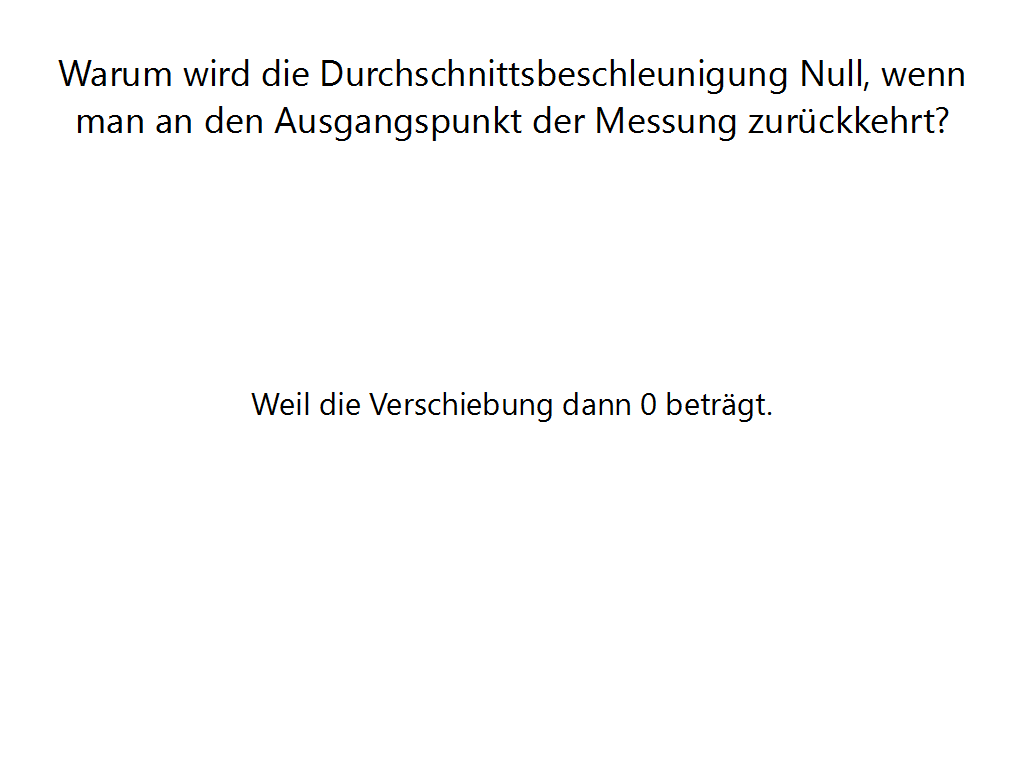 Warum wird die Durchschnittsbeschleunigung Null, wenn
man an den Ausgangspunkt der Messung zurückkehrt?
Weil die Verschiebung dann 0 beträgt.